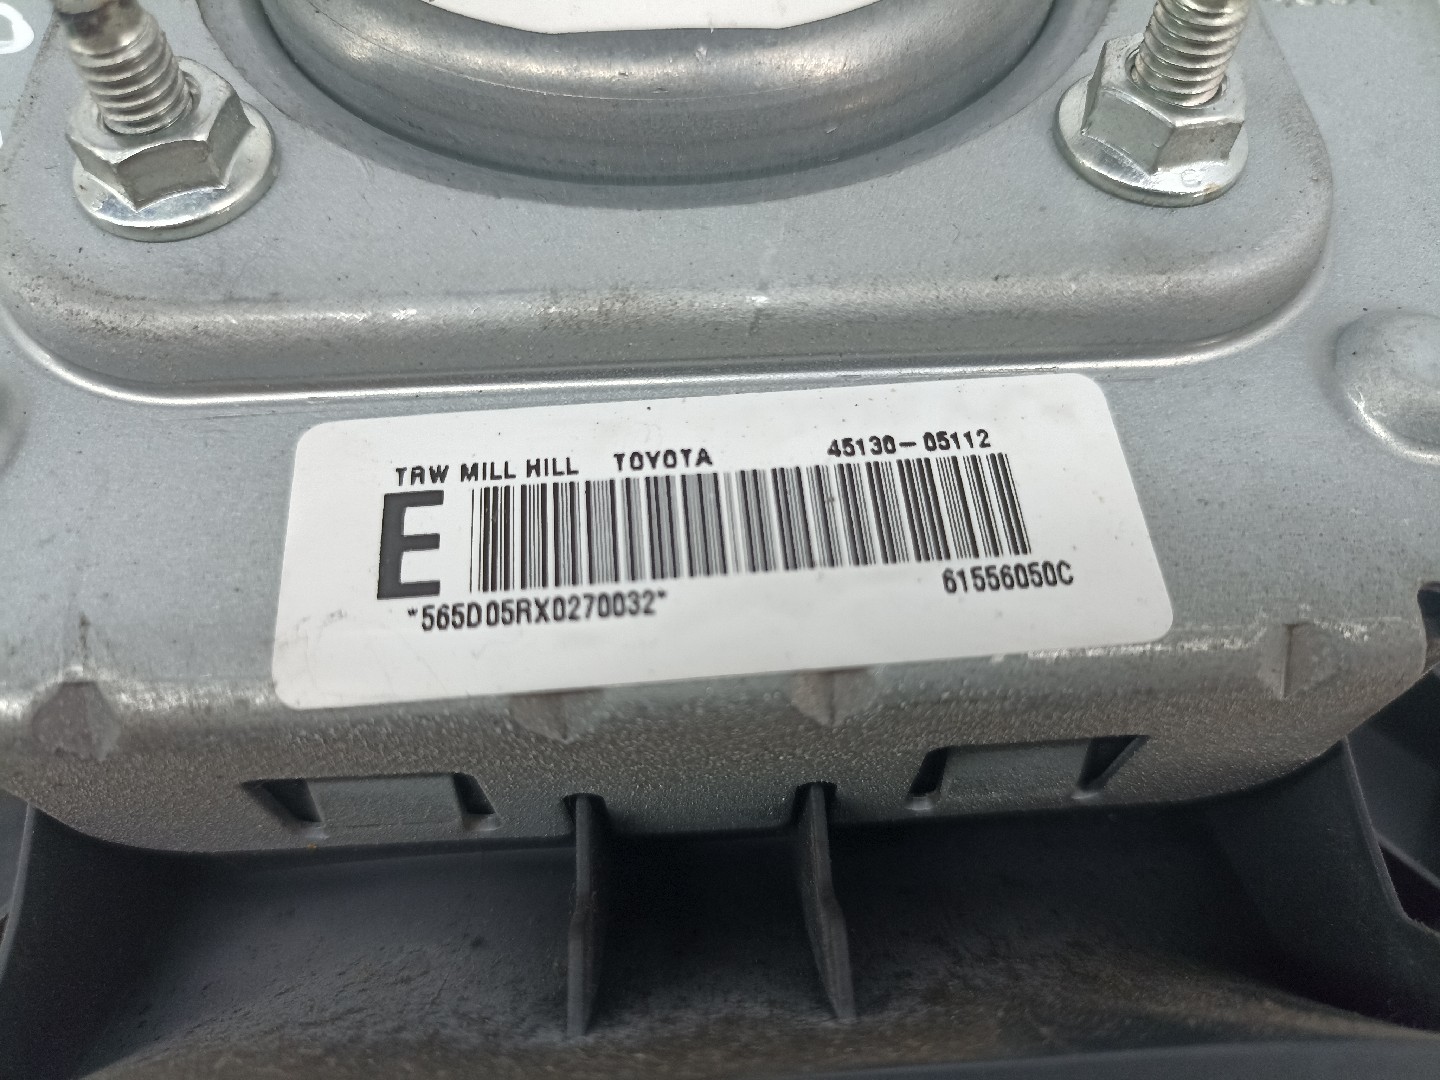 TRW MILL HILL TOYOTA 45130-05112
E
*565D05RX0270032* 61556050C